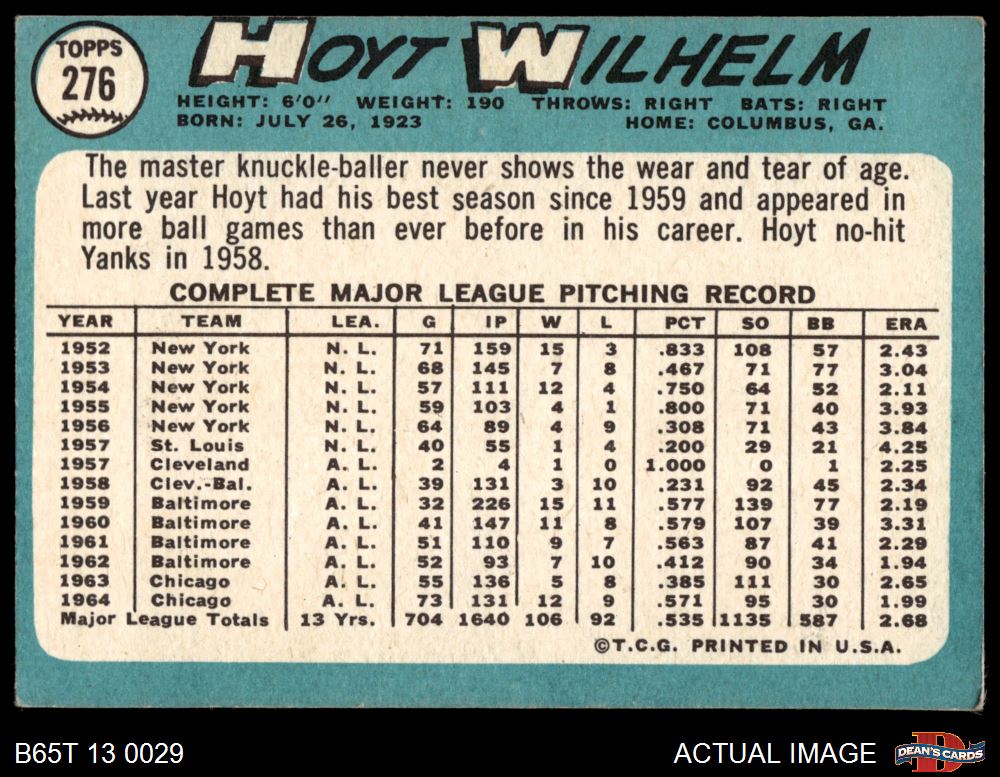 TOPPS
276
HOYT WILHELM
HEIGHT: 6'0" WEIGHT: 190 THROWS: RIGHT BATS: RIGHT
BORN: JULY 26, 1923 HOME: COLUMBUS, GA.
The master knuckle-baller never shows the wear and tear of age.
Last year Hoyt had his best season since 1959 and appeared in
more ball games than ever before in his career. Hoyt no-hit
Yanks in 1958.
COMPLETE MAJOR LEAGUE PITCHING RECORD
YEAR TEAM LEA. G IP W L PCT SO BB ERA
1952 New York N. L. 71 159 15 3 .833 108 57 2.43
1953 New York N. L. 68 145 7 8 .467 71 77 3.04
1954 New York N. L. 57 111 12 4 .750 64 52 2.11
1955 New York N. L. 59 103 4 1 .800 71 40 3.93
1956 New York N. L. 64 89 4 9 .308 71 43 3.84
1957 St. Louis N. L. 40 55 1 4 .200 29 21 4.25
1957 Cleveland A. L. 2 4 1 0 1.000 0 1 2.25
1958 Clev.-Bal. A. L. 39 131 3 10 .231 92 45 2.34
1959 Baltimore A. L. 32 226 15 11 .577 139 77 2.19
1960 Baltimore A. L. 41 147 11 8 .579 107 39 3.31
1961 Baltimore A. L. 51 110 9 7 .563 87 41 2.29
1962 Baltimore A. L. 52 93 7 10 .412 90 34 1.94
1963 Chicago A. L. 55 136 5 8 .385 111 30 2.65
1964 Chicago A. L. 73 131 12 9 .571 95 30 1.99
Major League Totals 13 Yrs. 704 1640 106 92 .535 1135 587 2.68
©T.C.G. PRINTED IN U.S.A.
B65T 13 0029 ACTUAL IMAGE
DEAN'S CARDS